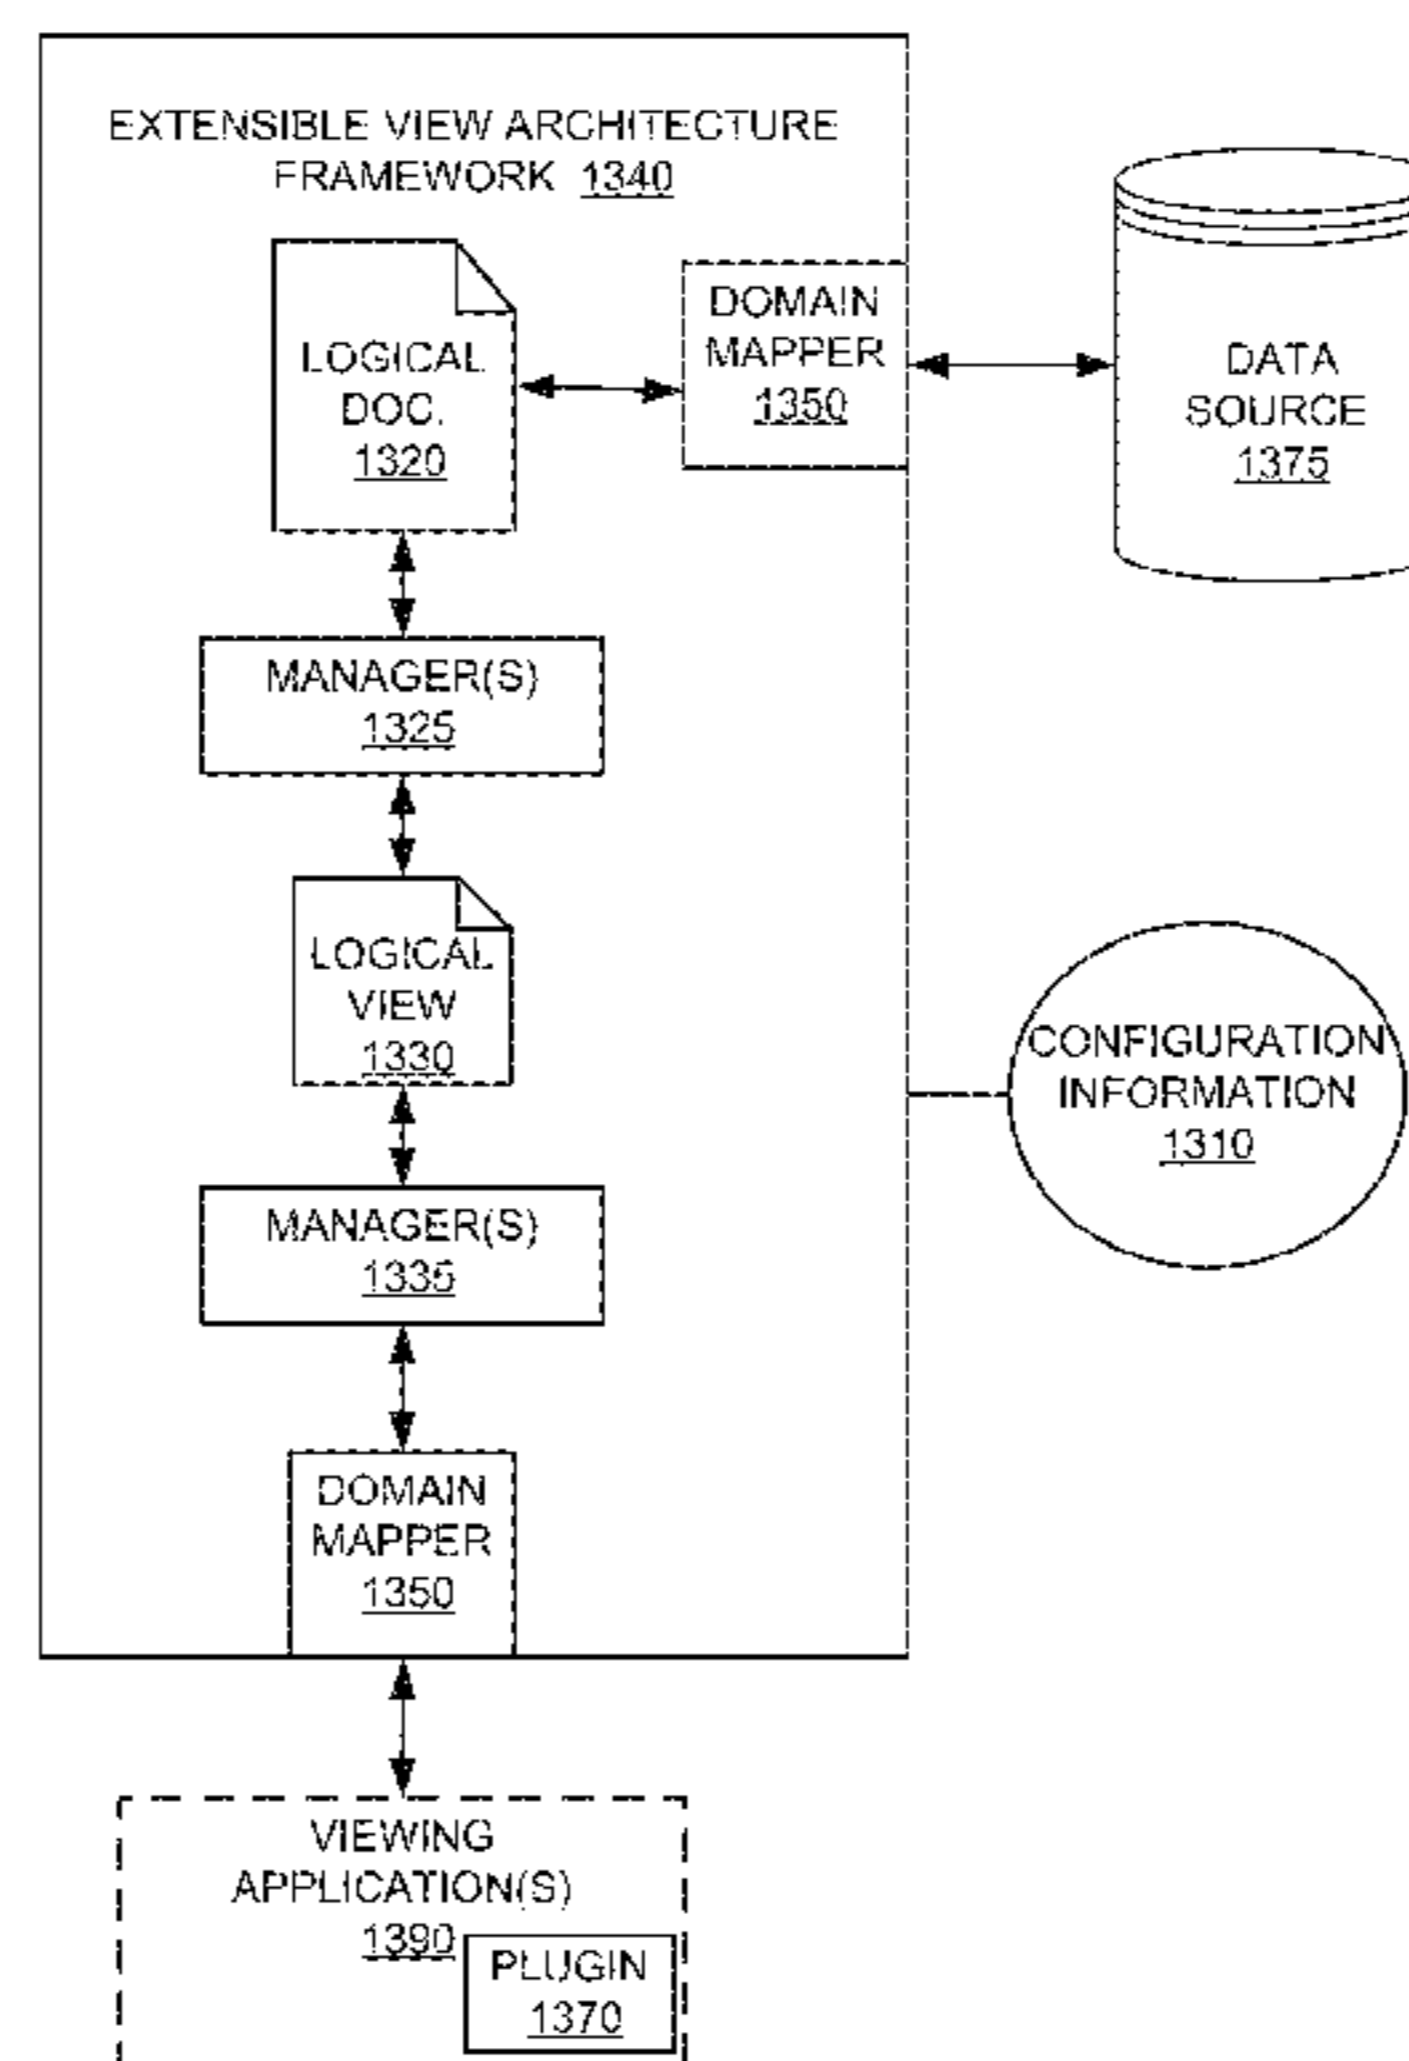 EXTENSIBLE VIEW ARCHITECTURE
FRAMEWORK 1340
LOGICAL
DOC.
1320
DOMAIN
MAPPER
1350
DATA
SOURCE
1375
MANAGER(S)
1325
LOGICAL
VIEW
1330
CONFIGURATION
INFORMATION
1310
MANAGER(S)
1335
DOMAIN
MAPPER
1350
VIEWING
APPLICATION(S)
1390
PLUGIN
1370